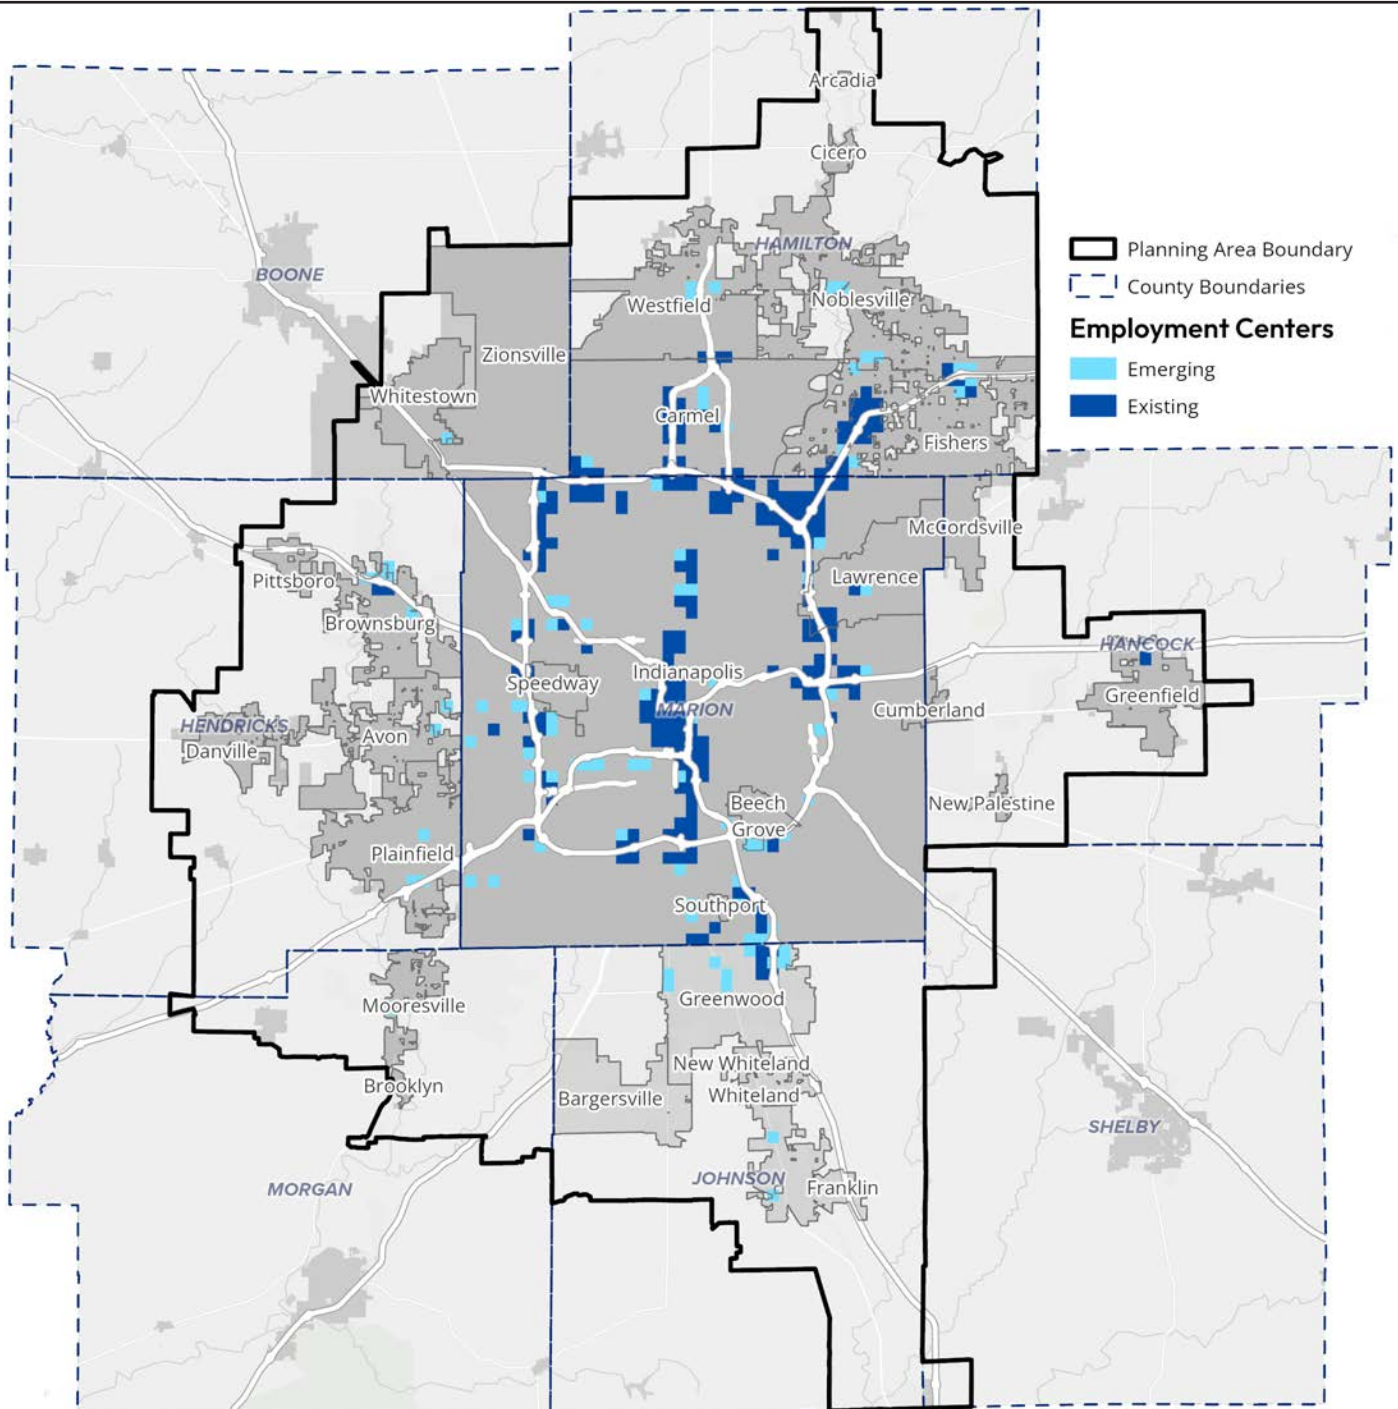 Arcadia
Cicero
HAMILTON
Planning Area Boundary
BOONE
County Boundaries
Westfield
Noblesville
Employment Centers
Zionsville
Emerging
Whitestown
Existing
Carmel
Fishers
McCordsville
Pittsboro
Lawrence
Brownsburg
HANCOCK
Indianapolis
Speedway
Greenfield
MARION
Cumberland
HENDRICKS
Danville
Avon
Beech
Grove
New Palestine
Plainfield
Southport
Mooresville
Greenwood
New Whiteland
Brooklyn
Bargersville
Whiteland
SHELBY
JOHNSON
Franklin
MORGAN